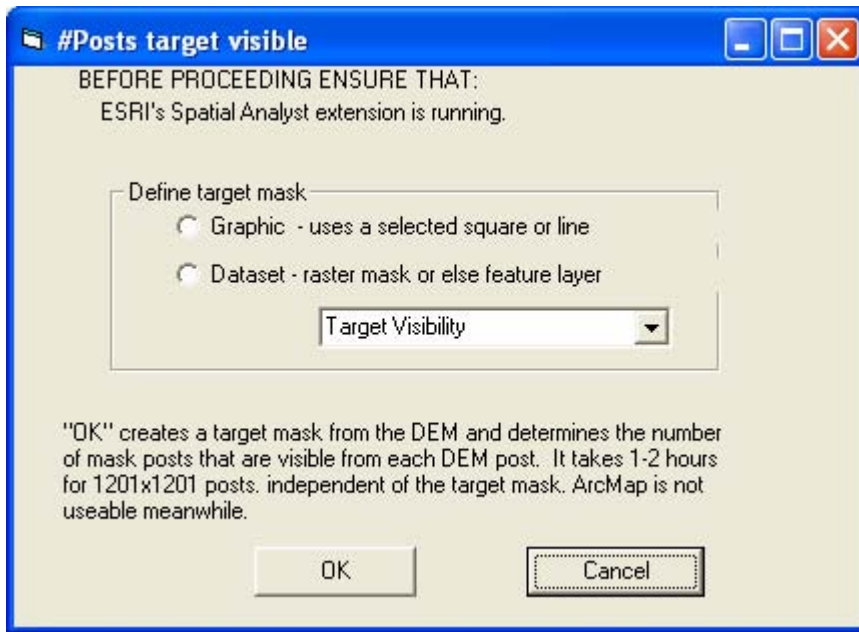 #Posts target visible
BEFORE PROCEEDING ENSURE THAT:
ESRI's Spatial Analyst extension is running.
Define target mask
Graphic - uses a selected square or line
Dataset - raster mask or else feature layer
Target Visibility
"OK" creates a target mask from the DEM and determines the number
of mask posts that are visible from each DEM post. It takes 1-2 hours
for 1201x1201 posts. independent of the target mask. ArcMap is not
useable meanwhile.
OK
Cancel